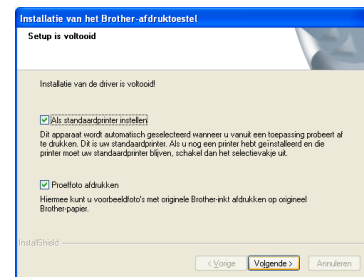 Installatie van het Brother-afdruktoestel
Setup is voltooid
Installatie van de driver is voltooid!
Als standaardprinter instellen
Dit apparaat wordt automatisch geselecteerd wanneer u vanuit een toepassing probeert af
te drukken. Dit is uw standaardprinter. Als u nog een printer hebt geïnstalleerd en die
printer moet uw standaardprinter blijven, schakel dan het selectievakje uit.
Proeffoto afdrukken
Hiermee kunt u voorbeeldfoto's met originele Brother-inkt afdrukken op origineel
Brother-papier.
InstallShield
< Vorige Volgende > Annuleren